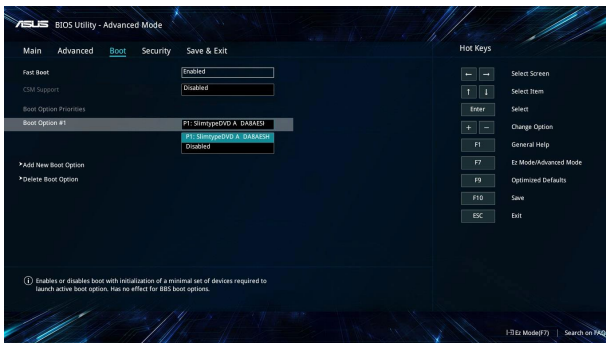 ASUS BIOS Utility - Advanced Mode
Main Advanced Boot Security Save & Exit
Hot Keys
Fast Boot Enabled
CSM Support Disabled
Boot Option Priorities
Boot Option #1 P1: SlimtypeDVD A DA8AESI
P1: SlimtypeDVD A DA8AESH
Disabled
Add New Boot Option
Delete Boot Option
← → Select Screen
↑ ↓ Select Item
Enter Select
+ − Change Option
F1 General Help
F7 Ez Mode/Advanced Mode
F9 Optimized Defaults
F10 Save
ESC Exit
Enables or disables boot with initialization of a minimal set of devices required to
launch active boot option. Has no effect for BBS boot options.
Ez Mode(F7) | Search on FAQ